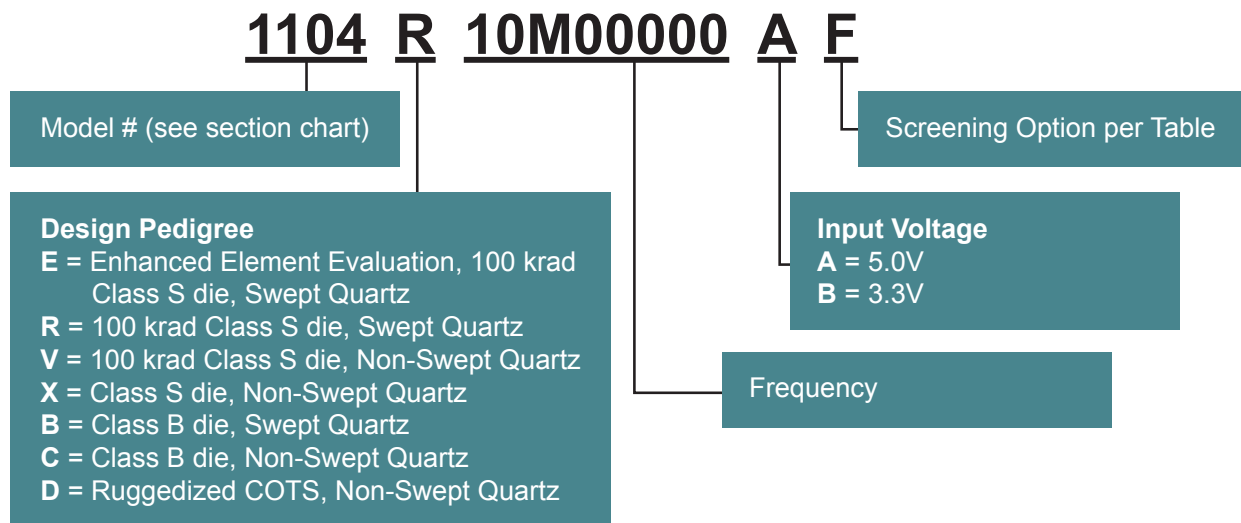 1104 R 10M00000 A F
Model # (see section chart)
Screening Option per Table
Design Pedigree
E = Enhanced Element Evaluation, 100 krad
Class S die, Swept Quartz
R = 100 krad Class S die, Swept Quartz
V = 100 krad Class S die, Non-Swept Quartz
X = Class S die, Non-Swept Quartz
B = Class B die, Swept Quartz
C = Class B die, Non-Swept Quartz
D = Ruggedized COTS, Non-Swept Quartz
Input Voltage
A = 5.0V
B = 3.3V
Frequency